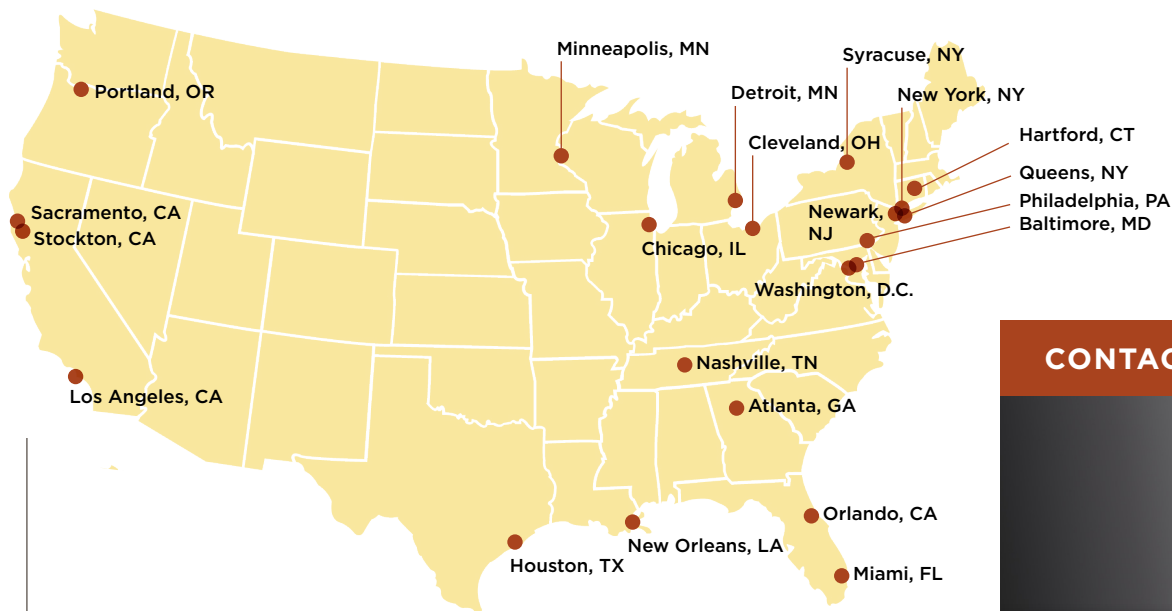 Minneapolis, MN
Syracuse, NY
Portland, OR
Detroit, MN
New York, NY
Cleveland, OH
Hartford, CT
Queens, NY
Sacramento, CA
Newark,
NJ
Philadelphia, PA
Stockton, CA
Chicago, IL
Baltimore, MD
Washington, D.C.
CONTAC
Nashville, TN
Los Angeles, CA
Atlanta, GA
Orlando, CA
New Orleans, LA
Houston, TX
Miami, FL